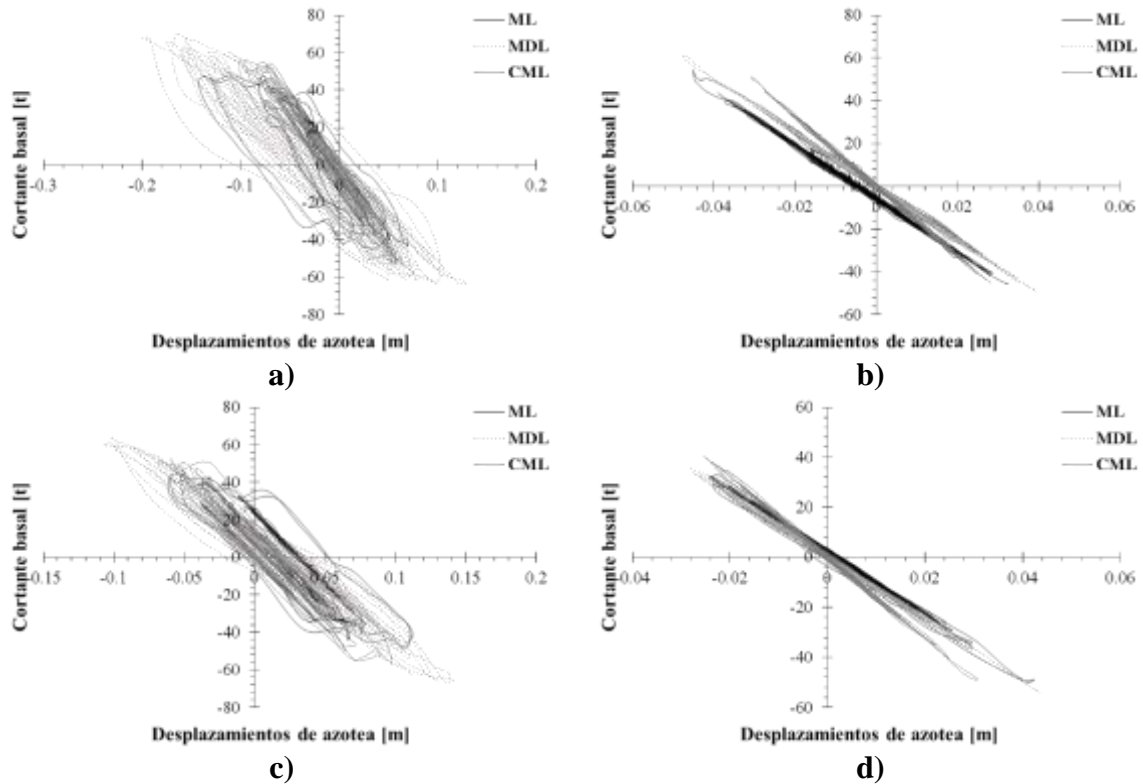 80
60
40
20
0
-20
-40
-60
-80
-0.3
-0.2
-0.1
0
0.1
0.2
Cortante basal [t]
Desplazamientos de azotea [m]
ML
MDL
CML
a)
80
60
40
20
0
-20
-40
-60
-0.06
-0.04
-0.02
0
0.02
0.04
0.06
Cortante basal [t]
Desplazamientos de azotea [m]
ML
MDL
CML
b)
80
60
40
20
0
-20
-40
-60
-80
-0.15
-0.1
-0.05
0
0.05
0.1
0.15
0.2
Cortante basal [t]
Desplazamientos de azotea [m]
ML
MDL
CML
c)
60
40
20
0
-20
-40
-60
-0.04
-0.02
0
0.02
0.04
0.06
Cortante basal [t]
Desplazamientos de azotea [m]
ML
MDL
CML
d)